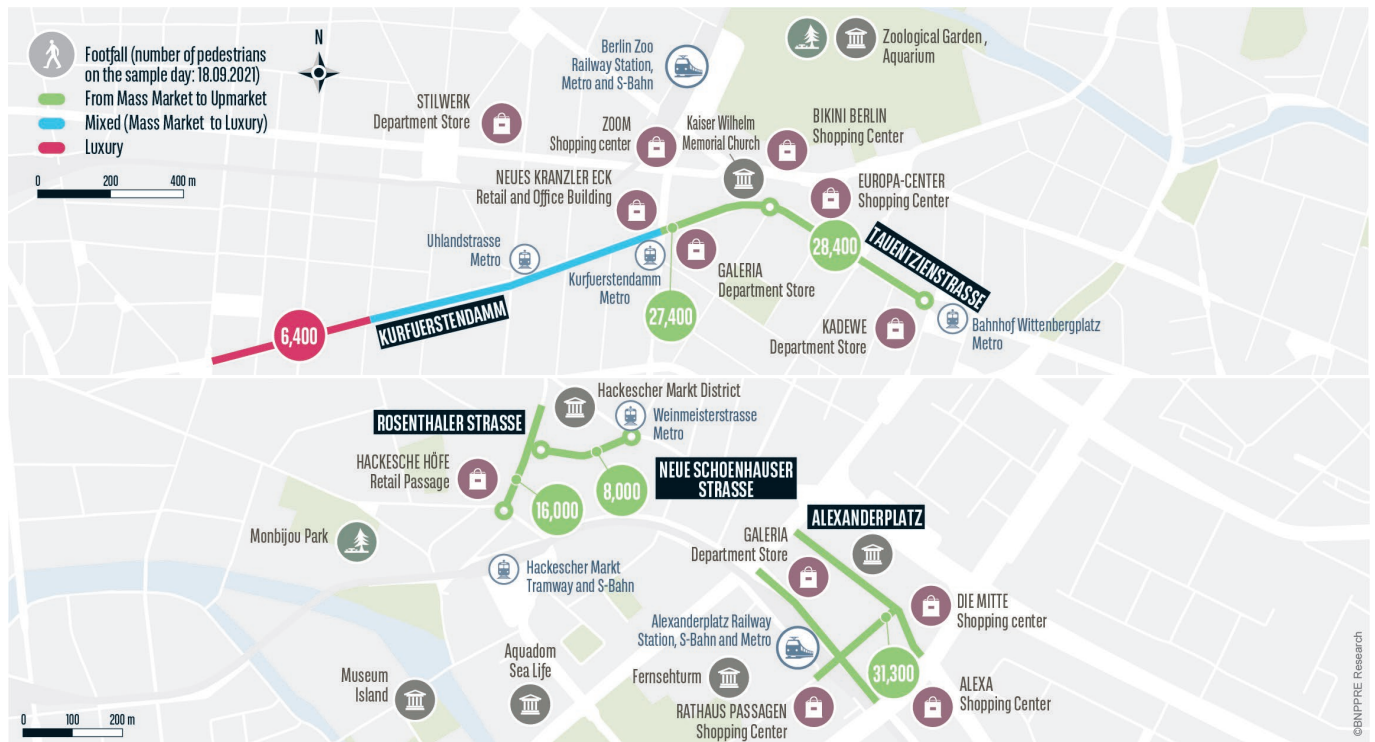 Footfall (number of pedestrians
on the sample day: 18.09.2021)
From Mass Market to Upmarket
Mixed (Mass Market to Luxury)
Luxury
0 200 400 m
N
STILWERK
Department Store
Berlin Zoo
Railway Station,
Metro and S-Bahn
Zoological Garden ,
Aquarium
ZOOM
Shopping center
Kaiser Wilhelm
Memorial Church
BIKINI BERLIN
Shopping Center
NEUES KRANZLER ECK
Retail and Office Building
EUROPA-CENTER
Shopping Center
Uhlandstrasse
Metro
Kurfuerstendamm
Metro
GALERIA
Department Store
28,400
TAUENTZIENSTRASSE
6,400
KURFUERSTENDAMM
27,400
KADEWE
Department Store
Bahnhof Wittenbergplatz
Metro
Hackescher Markt District
ROSENTHALER STRASSE
Weinmeisterstrasse
Metro
HACKESCHE HÖFE
Retail Passage
16,000
8,000
NEUE SCHOENHAUSER
STRASSE
Monbijou Park
Hackescher Markt
Tramway and S-Bahn
ALEXANDERPLATZ
GALERIA
Department Store
DIE MITTE
Shopping center
Alexanderplatz Railway
Station, S-Bahn and Metro
Aquadom
Sea Life
Museum
Island
Fernsehturm
31,300
RATHAUS PASSAGEN
Shopping Center
ALEXA
Shopping Center
0 100 200 m
©BNPPRE Research